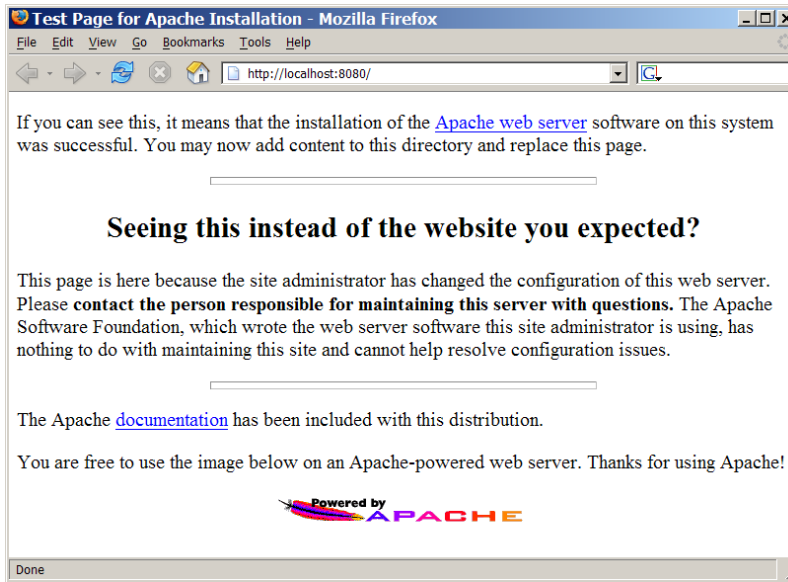 Test Page for Apache Installation - Mozilla Firefox
File Edit View Go Bookmarks Tools Help
http://localhost:8080/
G
If you can see this, it means that the installation of the Apache web server software on this system
was successful. You may now add content to this directory and replace this page.
Seeing this instead of the website you expected?
This page is here because the site administrator has changed the configuration of this web server.
Please contact the person responsible for maintaining this server with questions. The Apache
Software Foundation, which wrote the web server software this site administrator is using, has
nothing to do with maintaining this site and cannot help resolve configuration issues.
The Apache documentation has been included with this distribution.
You are free to use the image below on an Apache-powered web server. Thanks for using Apache!
Powered by
APACHE
Done